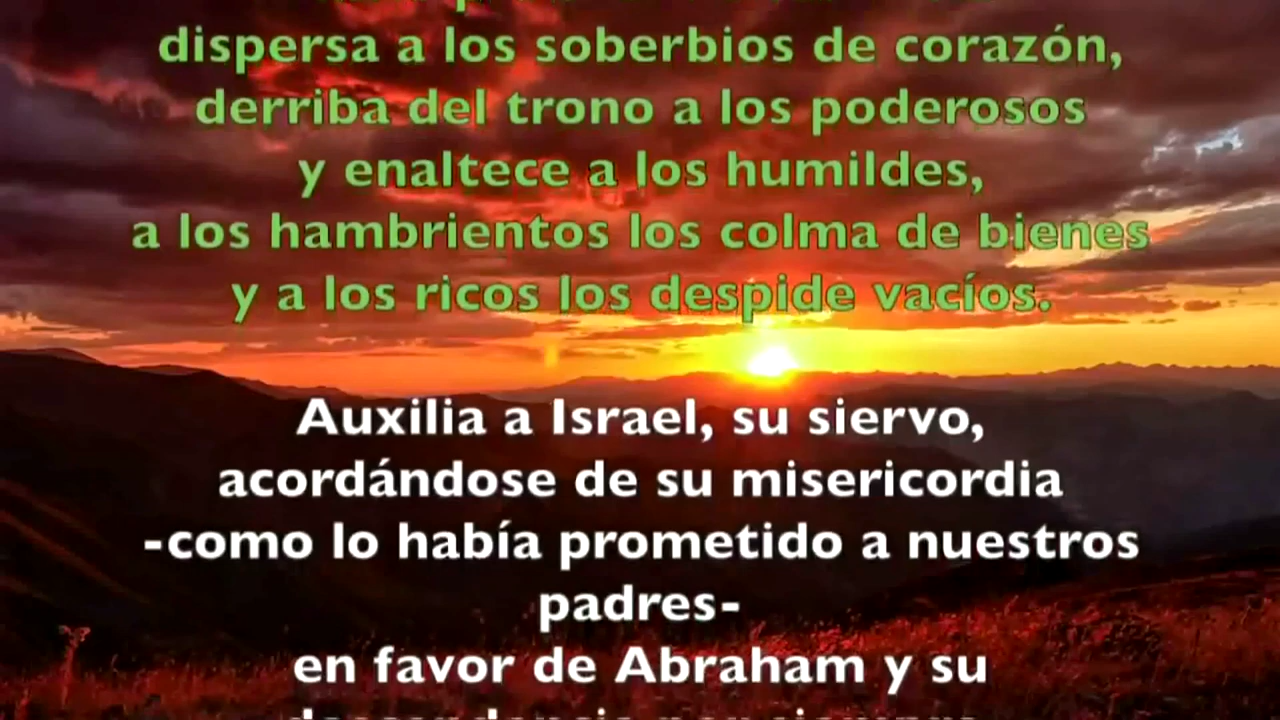 dispersa a los soberbios de corazón,
derriba del trono a los poderosos
y enaltece a los humildes,
a los hambrientos los colma de bienes
y a los ricos los despide vacíos.
Auxilia a Israel, su siervo,
acordándose de su misericordia
-como lo había prometido a nuestros
padres-
en favor de Abraham y su